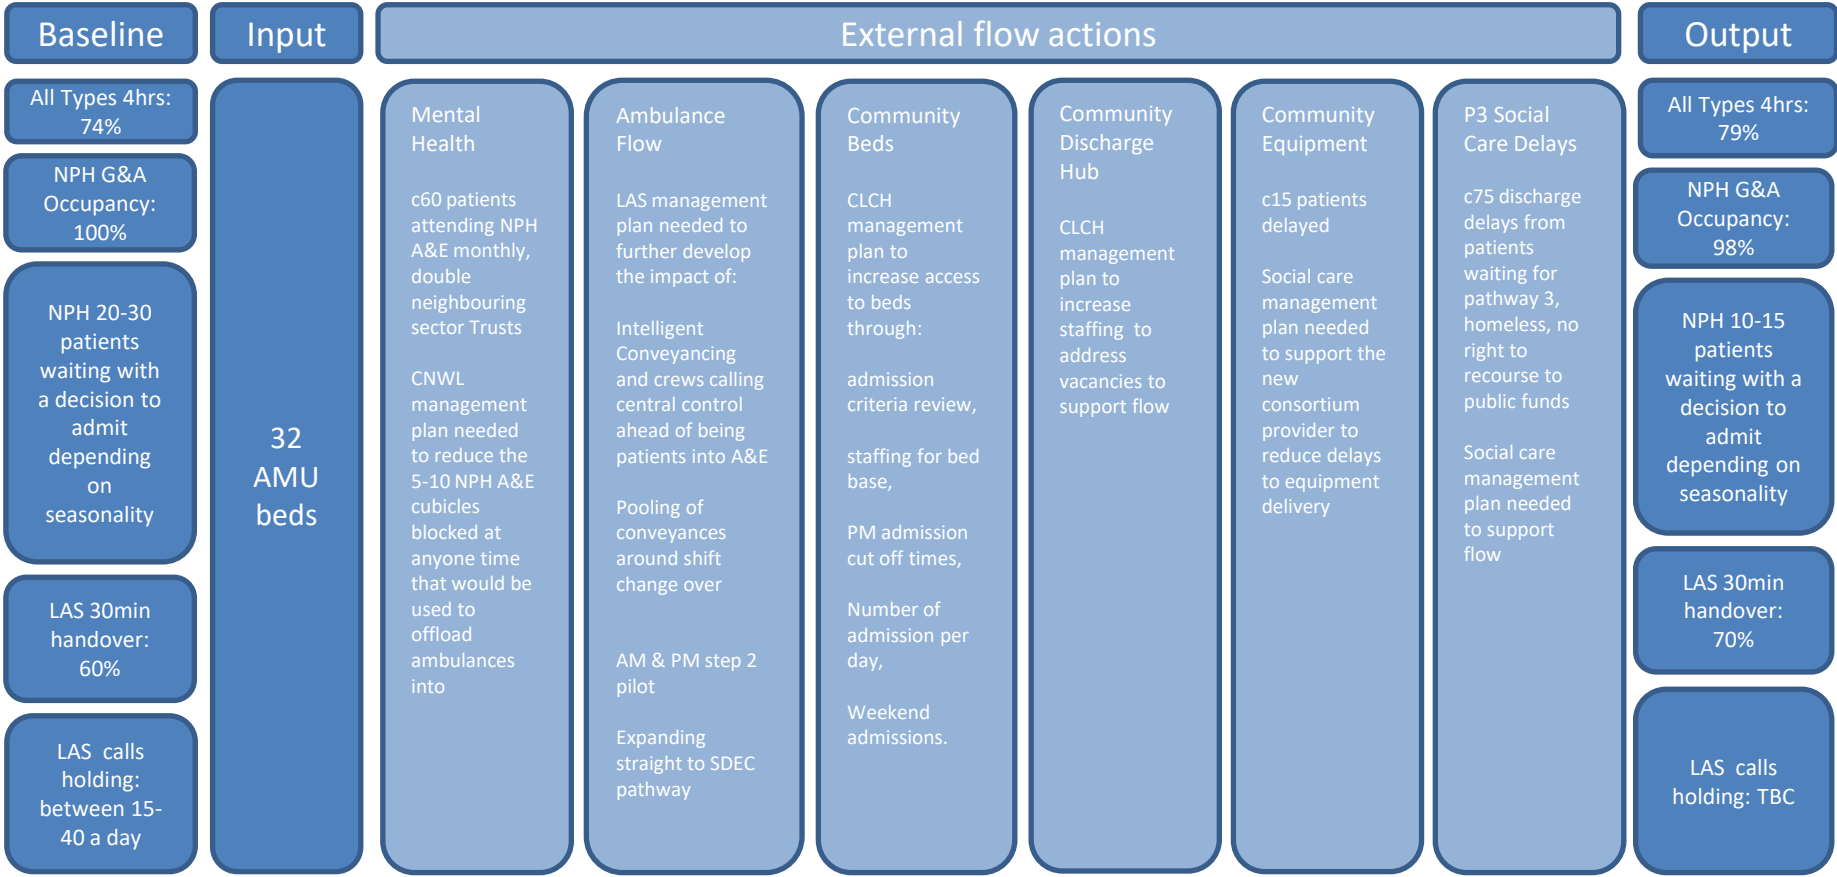 Baseline
All Types 4hrs:
74%
NPH G&A
Occupancy:
100%
NPH 20-30
patients
waiting with
a decision to
admit
depending
on
seasonality
LAS 30min
handover:
60%
LAS  calls
holding:
between 15-
40 a day
Input
32
AMU
beds
External flow actions
Mental
Health
c60 patients
attending NPH
A&E monthly,
double
neighbouring
sector Trusts
CNWL
management
plan needed
to reduce the
5-10 NPH A&E
cubicles
blocked at
anyone time
that would be
used to
offload
ambulances
into
Ambulance
Flow
LAS management
plan needed to
further develop
the impact of:
Intelligent
Conveyancing
and crews calling
central control
ahead of being
patients into A&E
Pooling of
conveyances
around shift
change over
AM & PM step 2
pilot
Expanding
straight to SDEC
pathway
Community
Beds
CLCH
management
plan to
increase access
to beds
through:
admission
criteria review,
staffing for bed
base,
PM admission
cut off times,
Number of
admission per
day,
Weekend
admissions.
Community
Discharge
Hub
CLCH
management
plan to
increase
staffing  to
address
vacancies to
support flow
Community
Equipment
c15 patients
delayed
Social care
management
plan needed
to support the
new
consortium
provider to
reduce delays
to equipment
delivery
P3 Social
Care Delays
c75 discharge
delays from
patients
waiting for
pathway 3,
homeless, no
right to
recourse to
public funds
Social care
management
plan needed
to support
flow
Output
All Types 4hrs:
79%
NPH G&A
Occupancy:
98%
NPH 10-15
patients
waiting with a
decision to
admit
depending on
seasonality
LAS 30min
handover:
70%
LAS  calls
holding: TBC